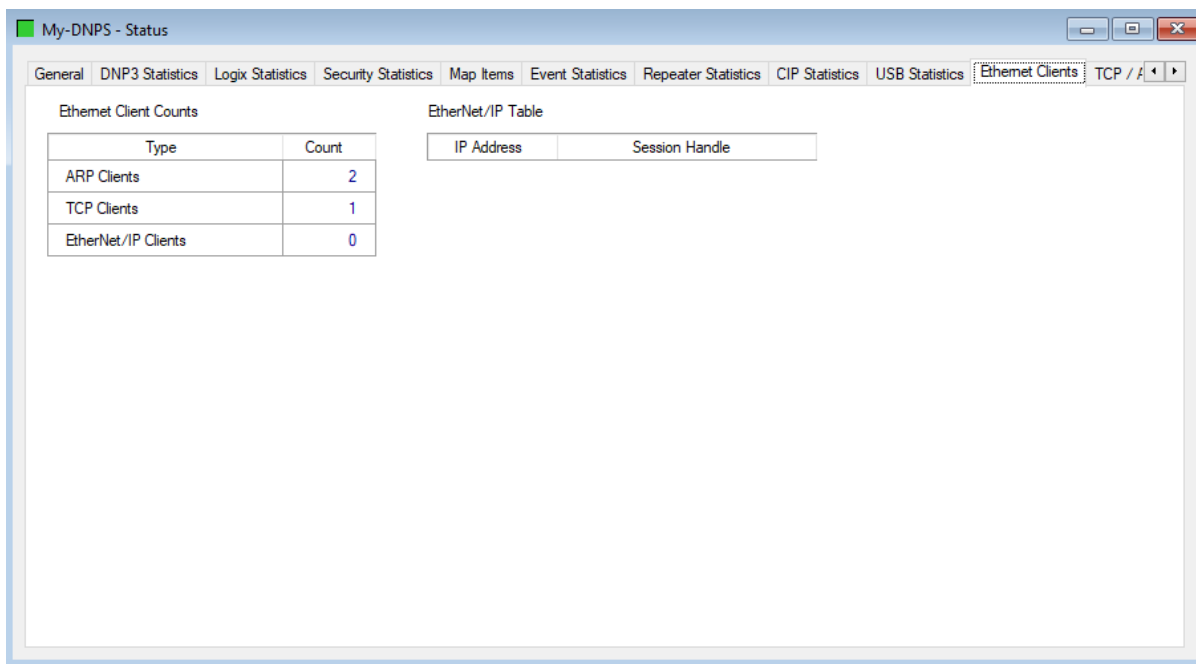 My-DNPS - Status
General DNP3 Statistics Logix Statistics Security Statistics Map Items Event Statistics Repeater Statistics CIP Statistics USB Statistics Ethernet Clients TCP /
Ethernet Client Counts EtherNet/IP Table
Type Count IP Address Session Handle
ARP Clients 2
TCP Clients 1
EtherNet/IP Clients 0